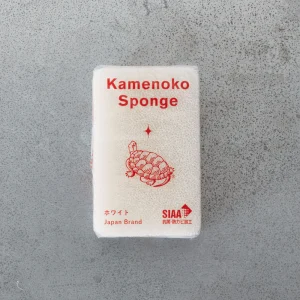 Kamenoko
Sponge
ホワイト
Japan Brand
SIAA